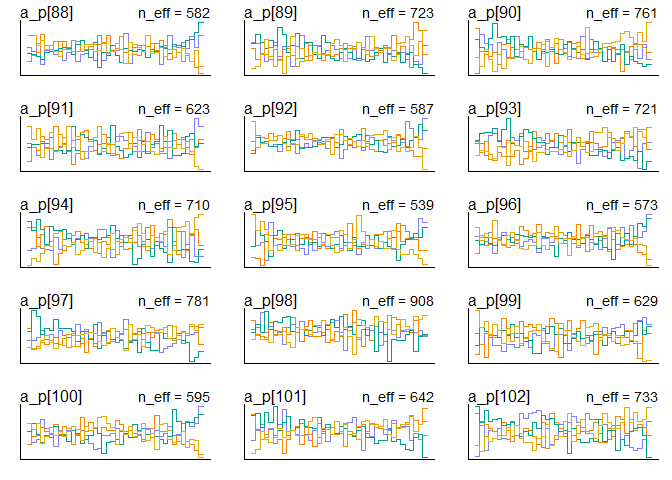 a_p[88] n_eff = 582 a_p[89] n_eff = 723 a_p[90] n_eff = 761
a_p[91] n_eff = 623 a_p[92] n_eff = 587 a_p[93] n_eff = 721
a_p[94] n_eff = 710 a_p[95] n_eff = 539 a_p[96] n_eff = 573
a_p[97] n_eff = 781 a_p[98] n_eff = 908 a_p[99] n_eff = 629
a_p[100] n_eff = 595 a_p[101] n_eff = 642 a_p[102] n_eff = 733